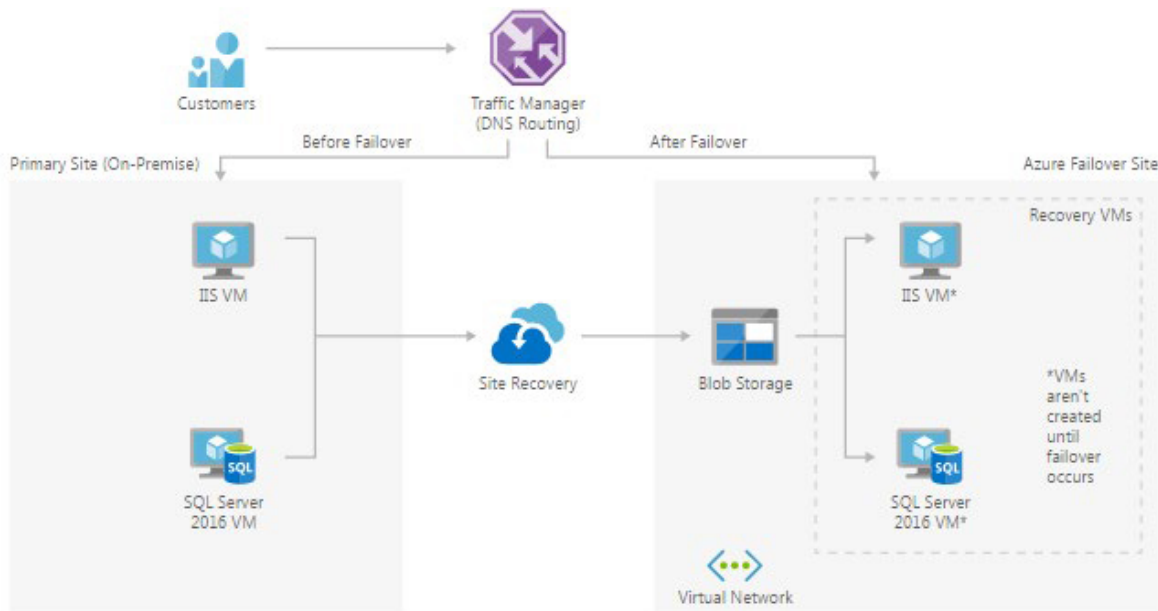 Customers
Traffic Manager
(DNS Routing)
Before Failover
After Failover
Primary Site (On-Premise)
Azure Failover Site
Recovery VMs
IIS VM
IIS VM*
Site Recovery
Blob Storage
*VMs
aren't
created
until
failover
occurs
SQL
SQL Server
2016 VM
SQL
SQL Server
2016 VM*
Virtual Network